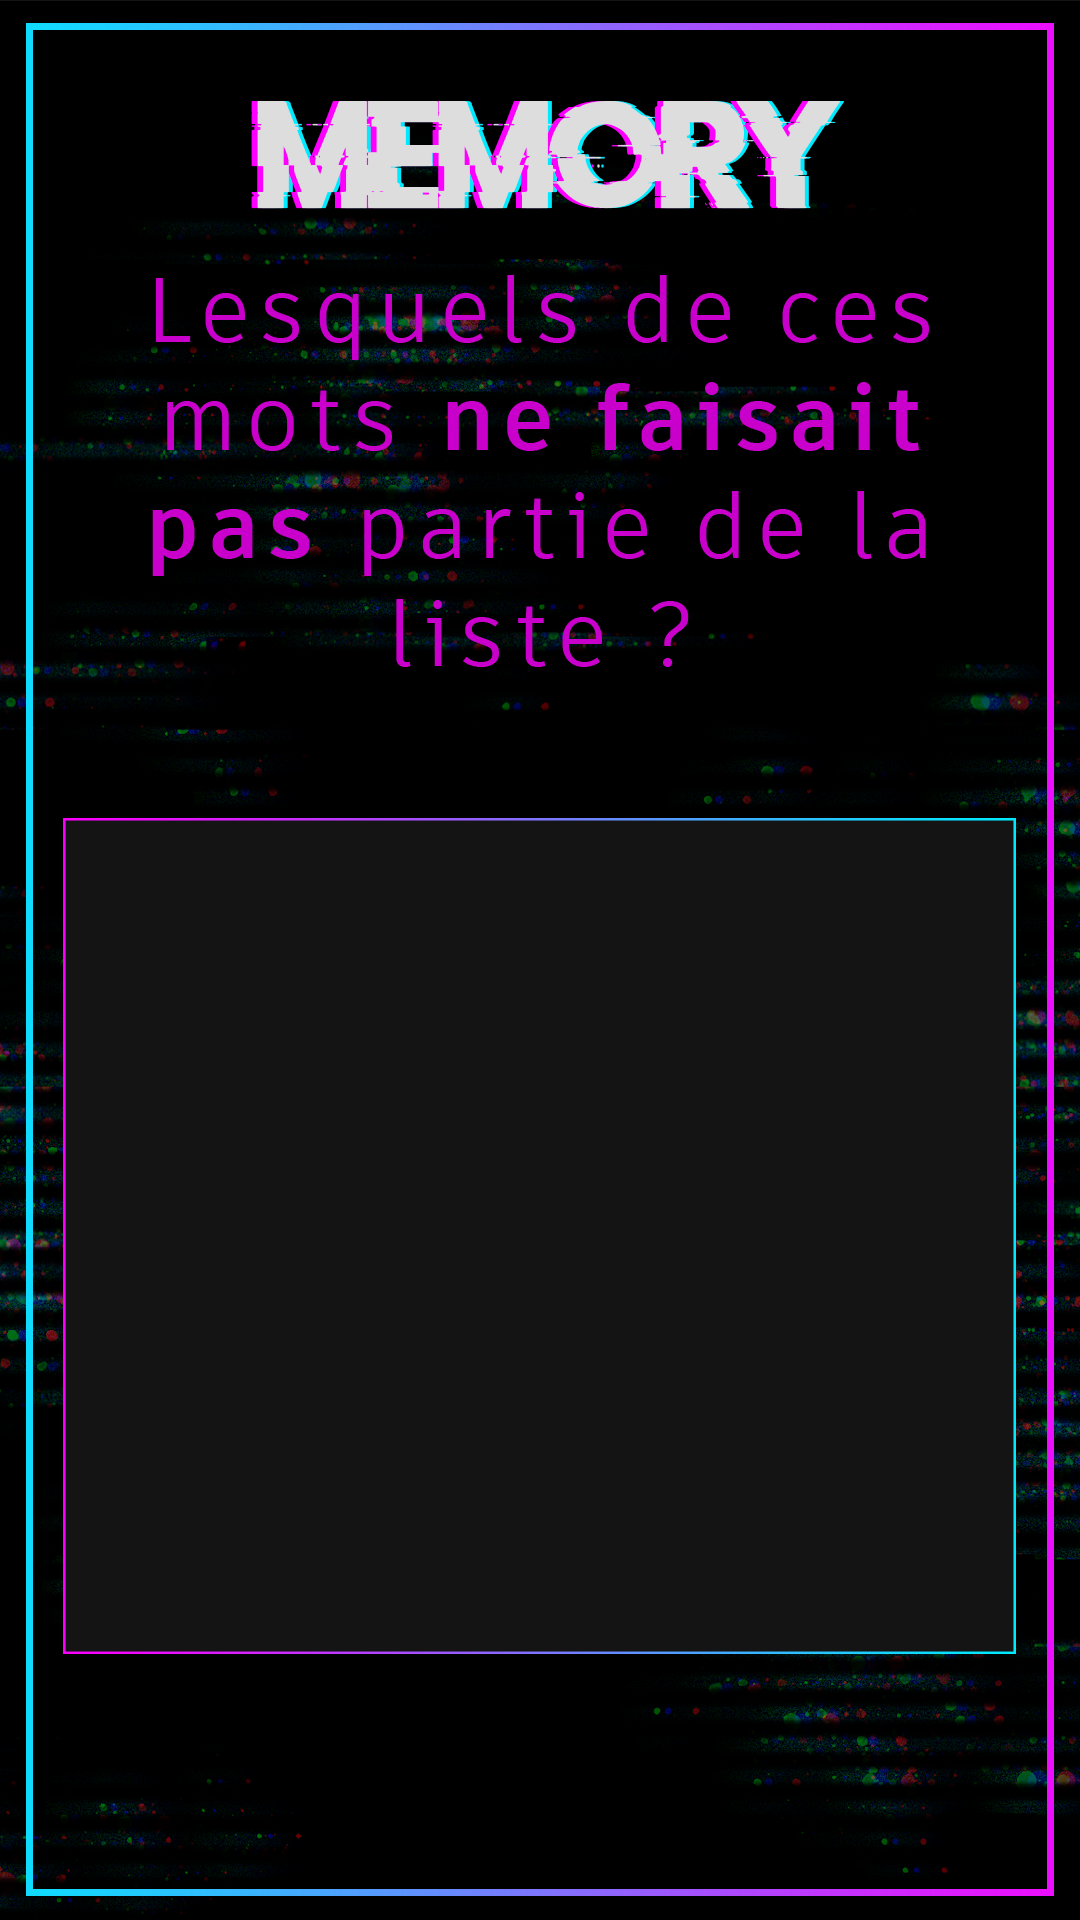 MEMORY
Lesquels de ces
mots ne faisait
pas partie de la
liste ?